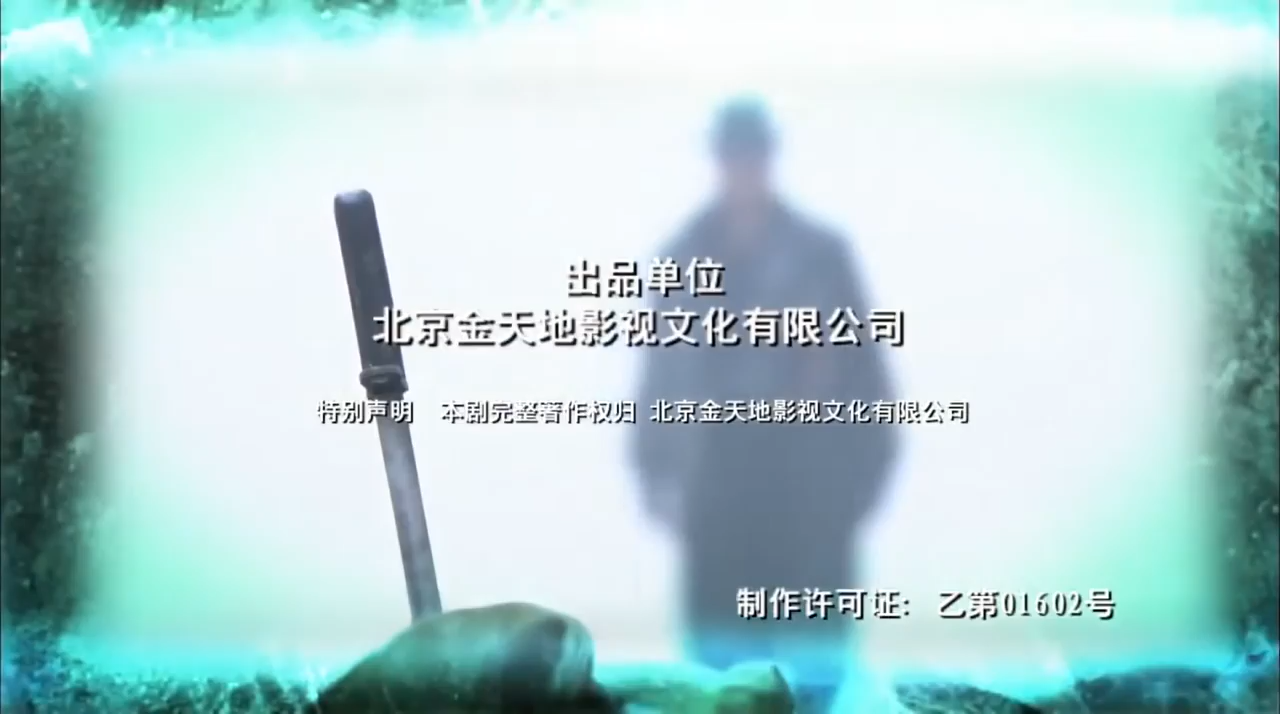 出品单位
北京金天地影视文化有限公司
特别声明 本剧完整著作权归 北京金天地影视文化有限公司
制作许可证: 乙第01602号